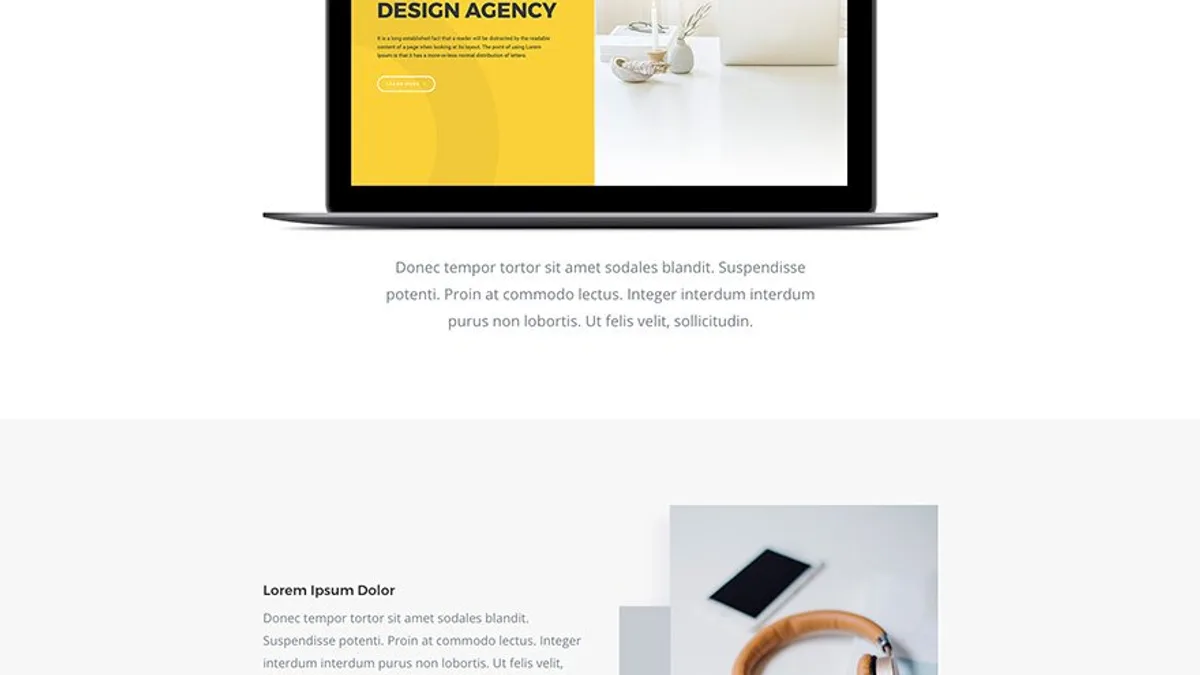 DESIGN AGENCY
It is a long established fact that a reader will be distracted by the readable
content of a page when looking at its layout. The point of using Lorem
Ipsum is that it has a more-or-less normal distribution of letters
LEARN MORE
Donec tempor tortor sit amet sodales blandit. Suspendisse
potenti. Proin at commodo lectus. Integer interdum interdum
purus non lobortis. Ut felis velit, sollicitudin.
Lorem Ipsum Dolor
Donec tempor tortor sit amet sodales blandit.
Suspendisse potenti. Proin at commodo lectus. Integer
interdum interdum purus non lobortis. Ut felis velit,